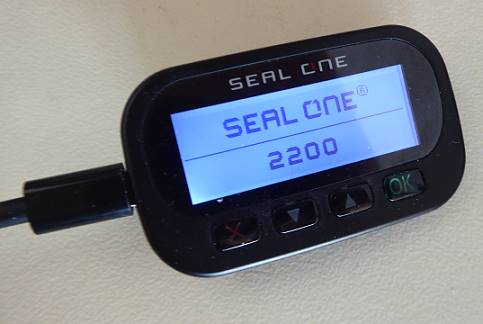 SEAL ONE
SEAL ONE®
2200
X ▼ ▲ OK